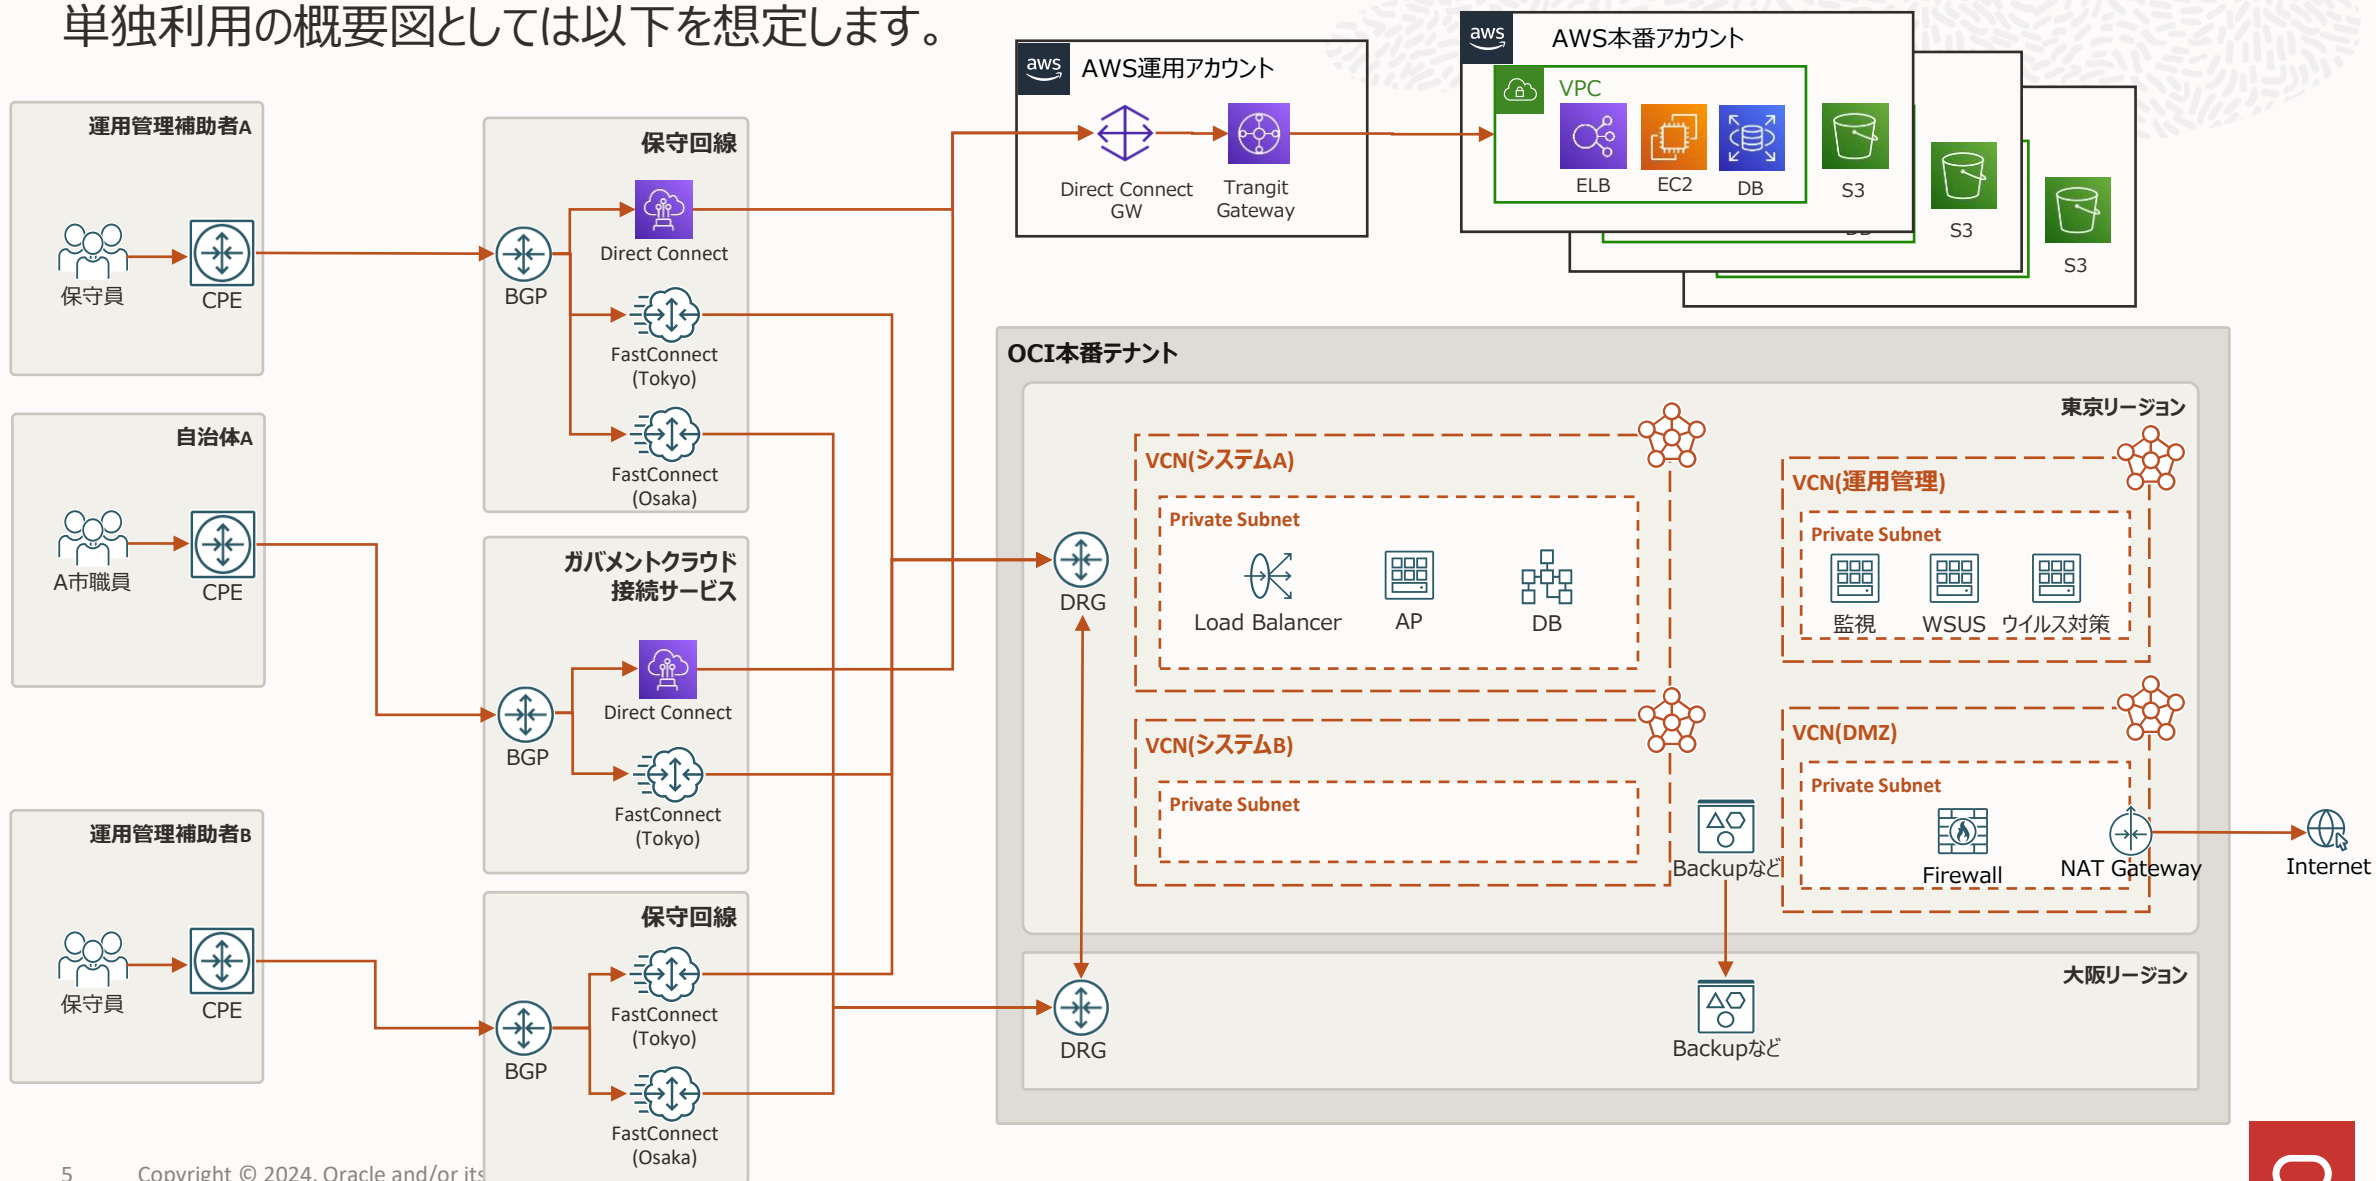 単独利用の概要図としては以下を想定します。
運用管理補助者A
保守員
CPE
自治体A
A市職員
CPE
運用管理補助者B
保守員
CPE
保守回線
Direct Connect
BGP
FastConnect
(Tokyo)
FastConnect
(Osaka)
ガバメントクラウド
接続サービス
Direct Connect
BGP
FastConnect
(Tokyo)
保守回線
FastConnect
(Tokyo)
BGP
FastConnect
(Osaka)
aws
AWS運用アカウント
Direct Connect
GW
Trangit
Gateway
aws
AWS本番アカウント
VPC
ELB
EC2
DB
S3
S3
S3
OCI本番テナント
東京リージョン
DRG
VCN(システムA)
Private Subnet
Load Balancer
AP
DB
VCN(運用管理)
Private Subnet
監視
WSUS
ウイルス対策
VCN(システムB)
Private Subnet
Backupなど
VCN(DMZ)
Private Subnet
Firewall
NAT Gateway
Internet
大阪リージョン
DRG
Backupなど
5
Copyright © 2024, Oracle and/or its